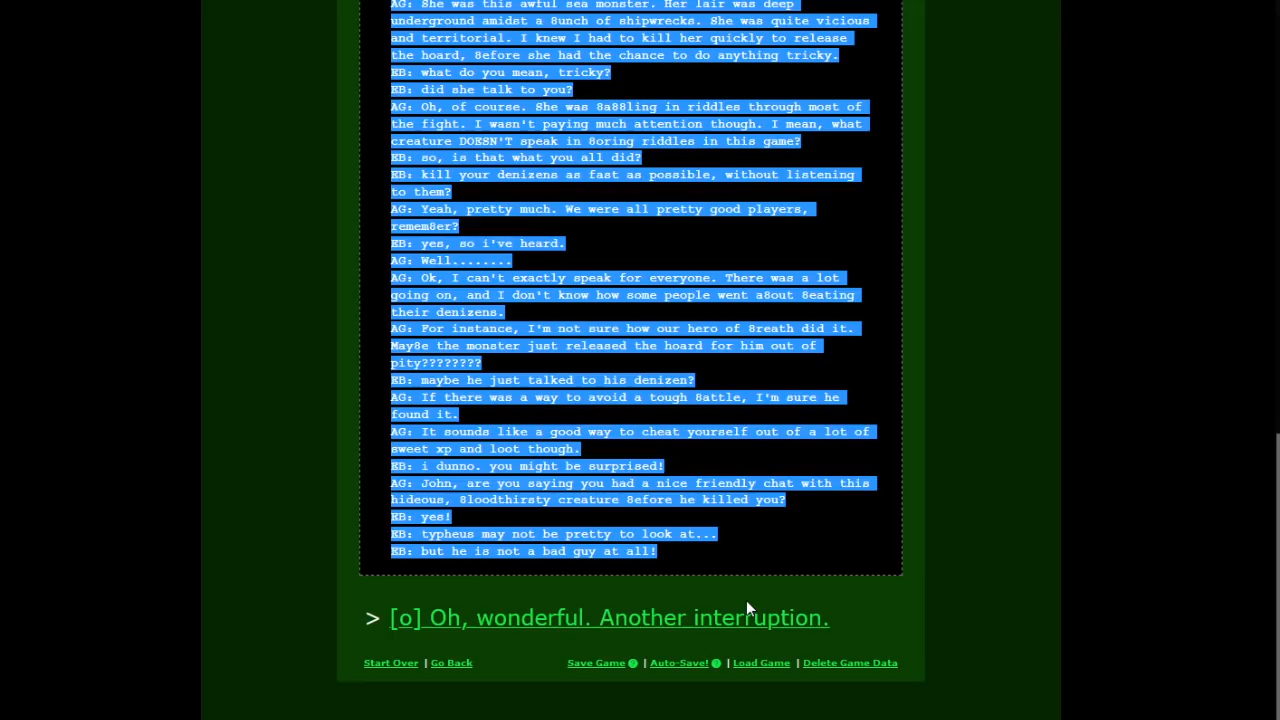 AG: She was this awful sea monster. Her lair was deep
underground amidst a 8unch of shipwrecks. She was quite vicious
and territorial. I knew I had to kill her quickly to release
the hoard, 8efore she had the chance to do anything tricky.
EB: what do you mean, tricky?
EB: did she talk to you?
AG: Oh, of course. She was 8a88ling in riddles through most of
the fight. I wasn't paying much attention though. I mean, what
creature DOESN'T speak in 8oring riddles in this game?
EB: so, is that what you all did?
EB: kill your denizens as fast as possible, without listening
to them?
AG: Yeah, pretty much. We were all pretty good players,
remem8er?
EB: yes, so i've heard.
AG: Well........
AG: Ok, I can't exactly speak for everyone. There was a lot
going on, and I don't know how some people went a8out 8eating
their denizens.
AG: For instance, I'm not sure how our hero of 8reath did it.
May8e the monster just released the hoard for him out of
pity????????
EB: maybe he just talked to his denizen?
AG: If there was a way to avoid a tough 8attle, I'm sure he
found it.
AG: It sounds like a good way to cheat yourself out of a lot of
sweet xp and loot though.
EB: i dunno. you might be surprised!
AG: John, are you saying you had a nice friendly chat with this
hideous, 8loodthirsty creature 8efore he killed you?
EB: yes!
EB: typheus may not be pretty to look at...
EB: but he is not a bad guy at all!
> [o] Oh, wonderful. Another interruption.
Start Over | Go Back Save Game ? | Auto-Save! ? | Load Game | Delete Game Data